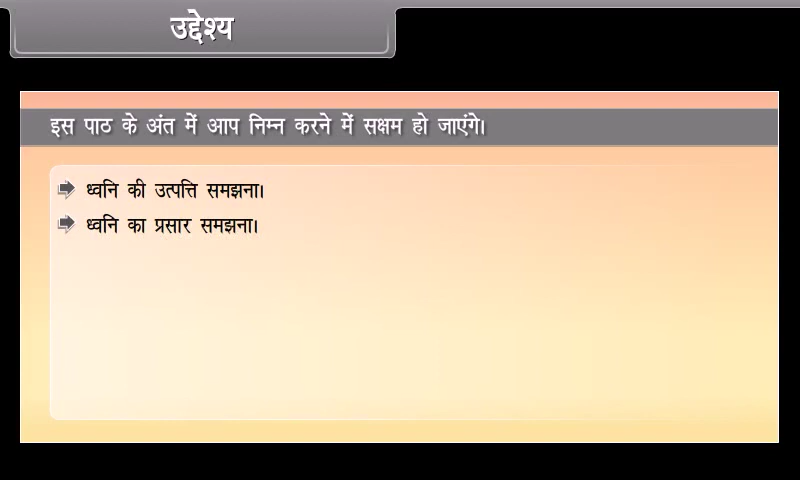 उद्देश्य
इस पाठ के अंत में आप निम्न करने में सक्षम हो जाएंगे।
ध्वनि की उत्पत्ति समझना।
ध्वनि का प्रसार समझना।